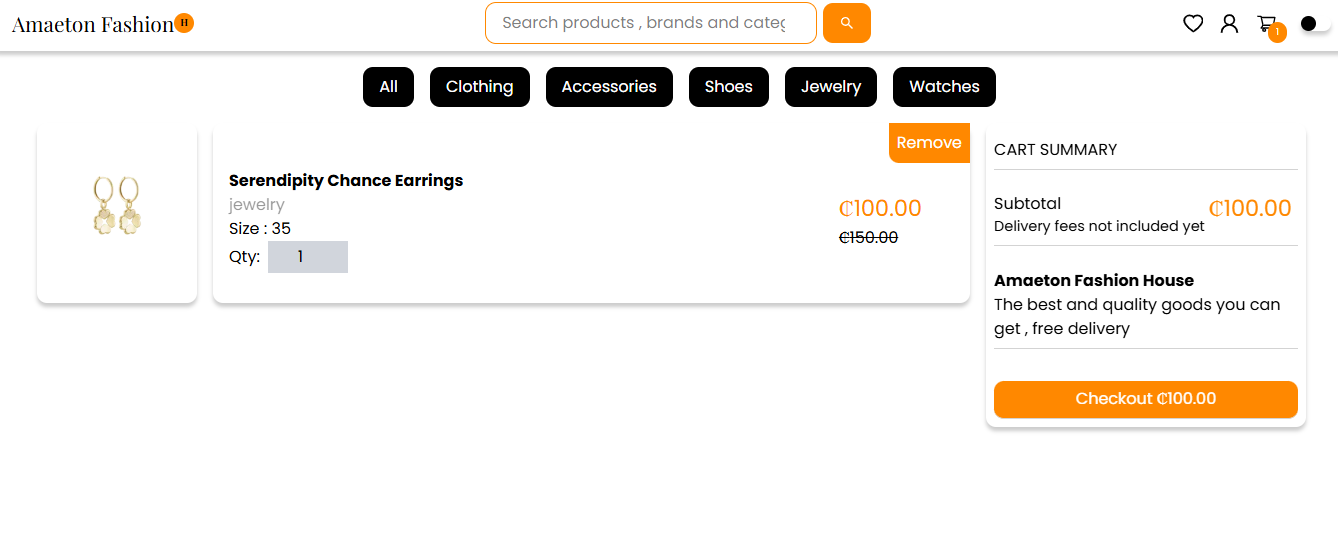 Amaeton Fashion H
Search products , brands and categ
1
All Clothing Accessories Shoes Jewelry Watches
Remove
Serendipity Chance Earrings
jewelry
Size : 35
Qty: 1
₵100.00
₵150.00
CART SUMMARY
Subtotal ₵100.00
Delivery fees not included yet
Amaeton Fashion House
The best and quality goods you can
get , free delivery
Checkout ₵100.00